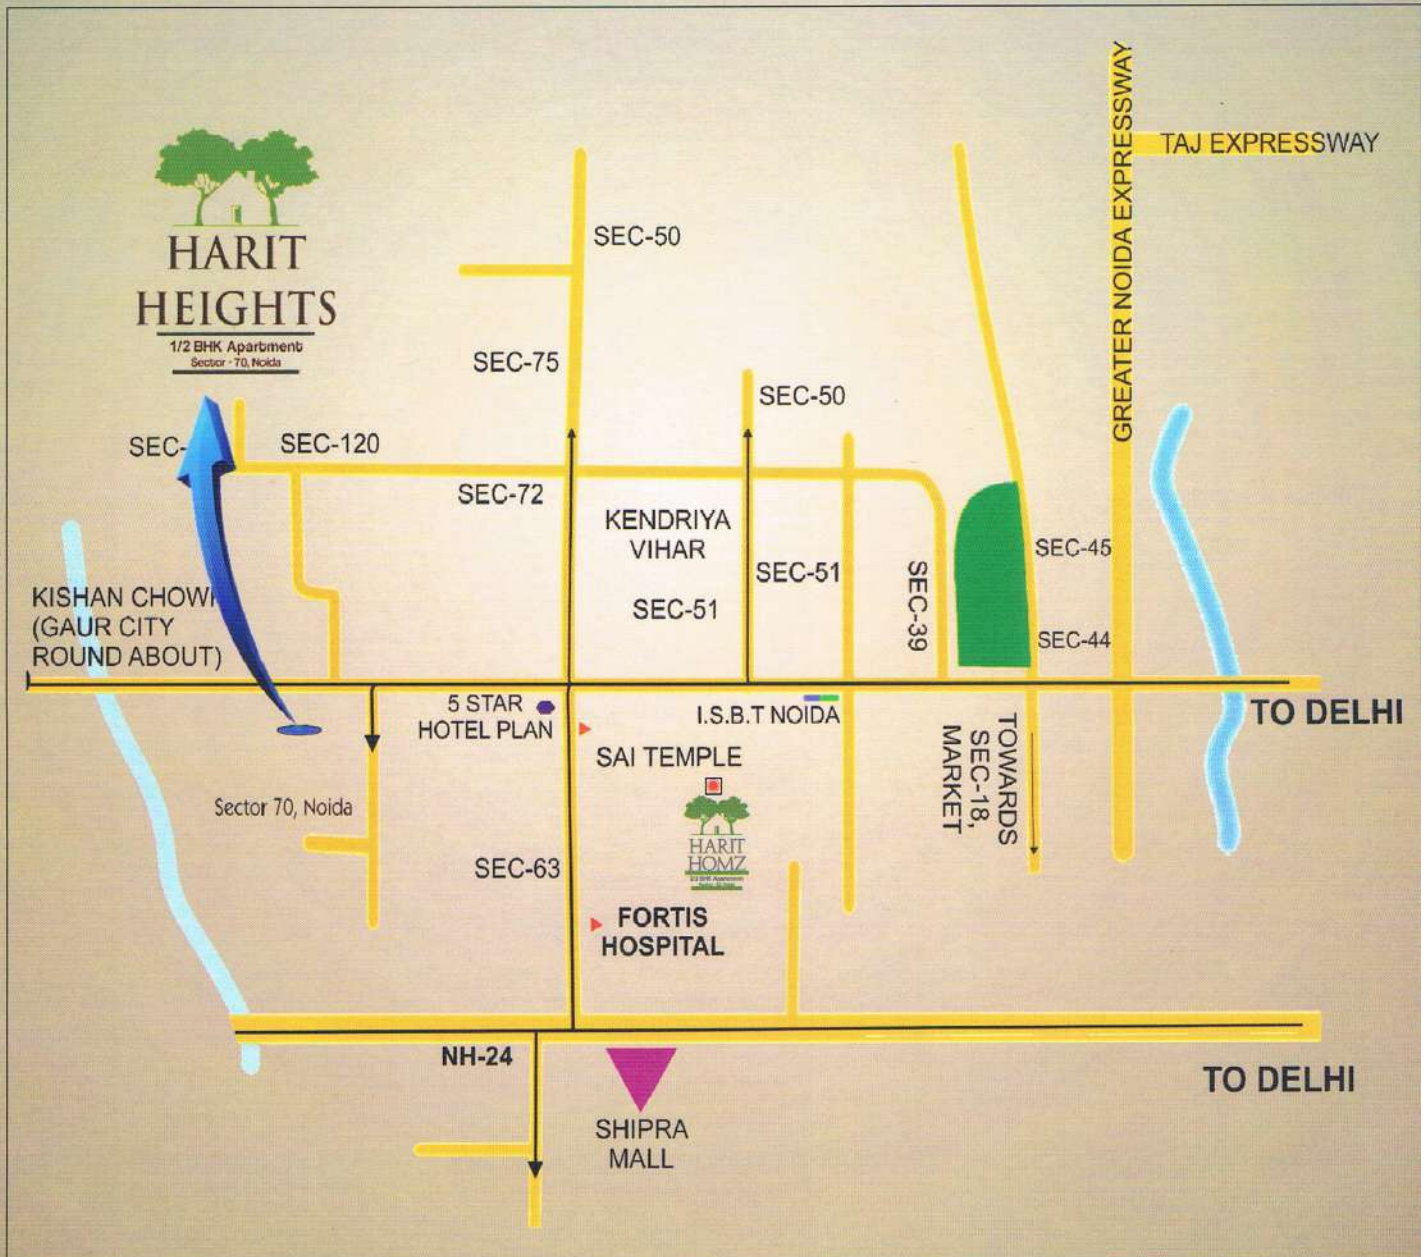 GREATER NOIDA EXPRESSWAY
TAJ EXPRESSWAY
HARIT
HEIGHTS
1/2 BHK Apartment
Sector - 70, Noida
SEC-50
SEC-75
SEC-50
SEC-
SEC-120
SEC-72
KENDRIYA
VIHAR
SEC-51
SEC-51
SEC-39
SEC-45
SEC-44
KISHAN CHOW
(GAUR CITY
ROUND ABOUT)
5 STAR
HOTEL PLAN
I.S.B.T NOIDA
TO DELHI
TOWARDS
SEC-18,
MARKET
SAI TEMPLE
Sector 70, Noida
HARIT
HOMZ
SEC-63
FORTIS
HOSPITAL
NH-24
TO DELHI
SHIPRA
MALL